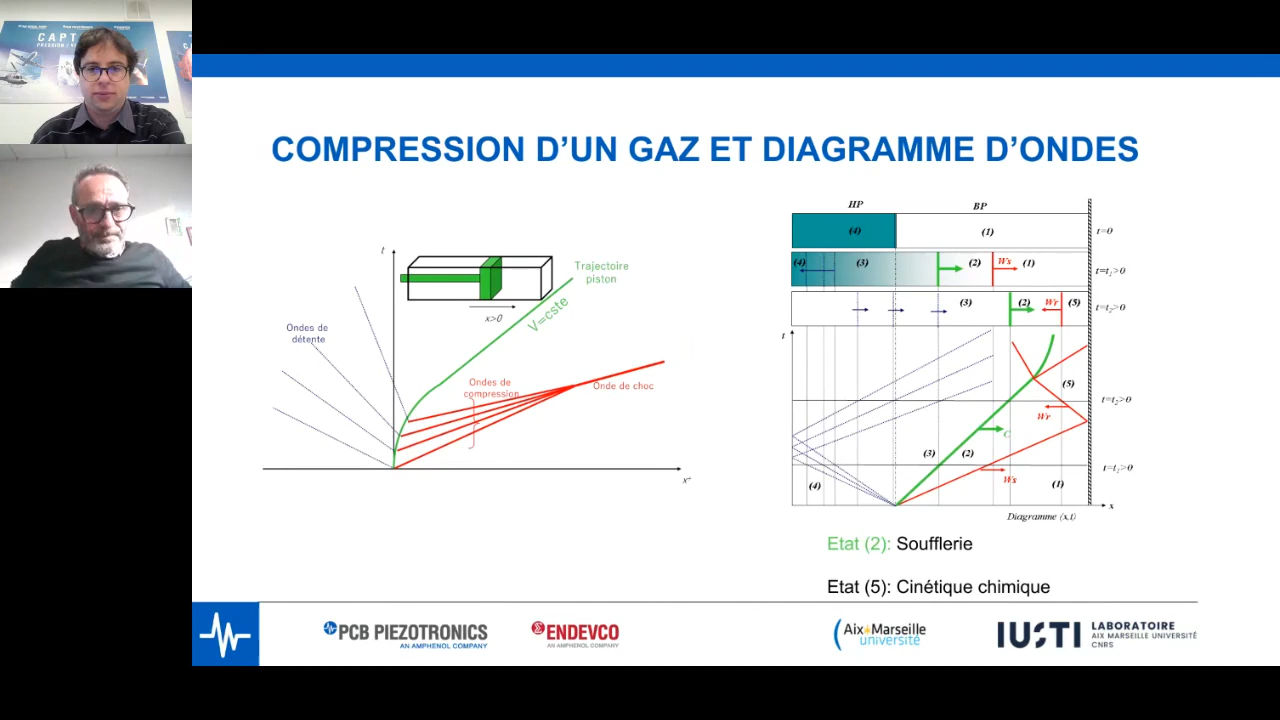 CAPT
PRESSION / V
COMPRESSION D’UN GAZ ET DIAGRAMME D’ONDES
t
Trajectoire
piston
x>0
V=cste
Ondes de
détente
Ondes de
compression
Onde de choc
x+
HP
BP
(4)
(1)
t=0
(4)
(3)
(2)
Ws
(1)
t=t1>0
(3)
(2)
Wr
(5)
t=t2>0
t
(5)
t=t2>0
Wr
C
(3)
(2)
t=t1>0
Ws
(4)
(1)
x
Diagramme (x,t)
Etat (2): Soufflerie
Etat (5): Cinétique chimique
PCB PIEZOTRONICS
AN AMPHENOL COMPANY
ENDEVCO
AN AMPHENOL COMPANY
Aix Marseille
université
IUSTI
LABORATOIRE
AIX MARSEILLE UNIVERSITÉ
CNRS